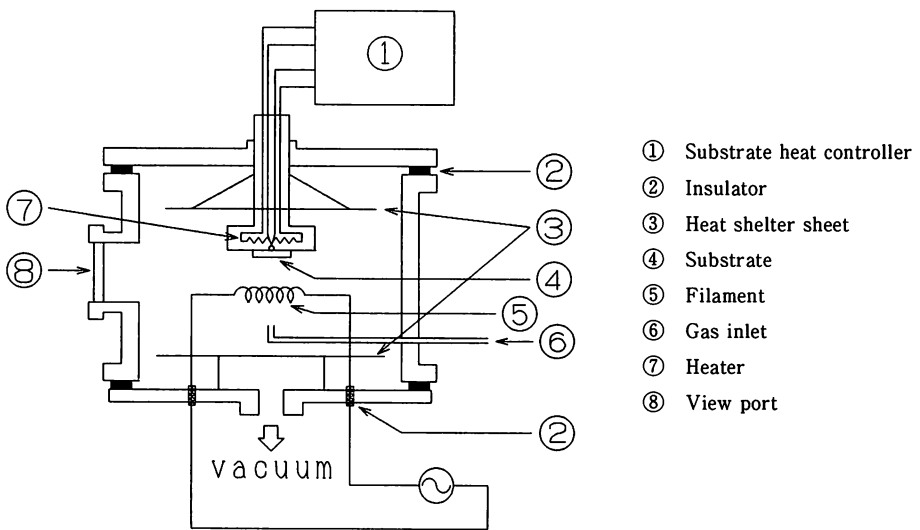 ①
②
⑦
③
⑧
④
⑤
⑥
②
vacuum
① Substrate heat controller
② Insulator
③ Heat shelter sheet
④ Substrate
⑤ Filament
⑥ Gas inlet
⑦ Heater
⑧ View port